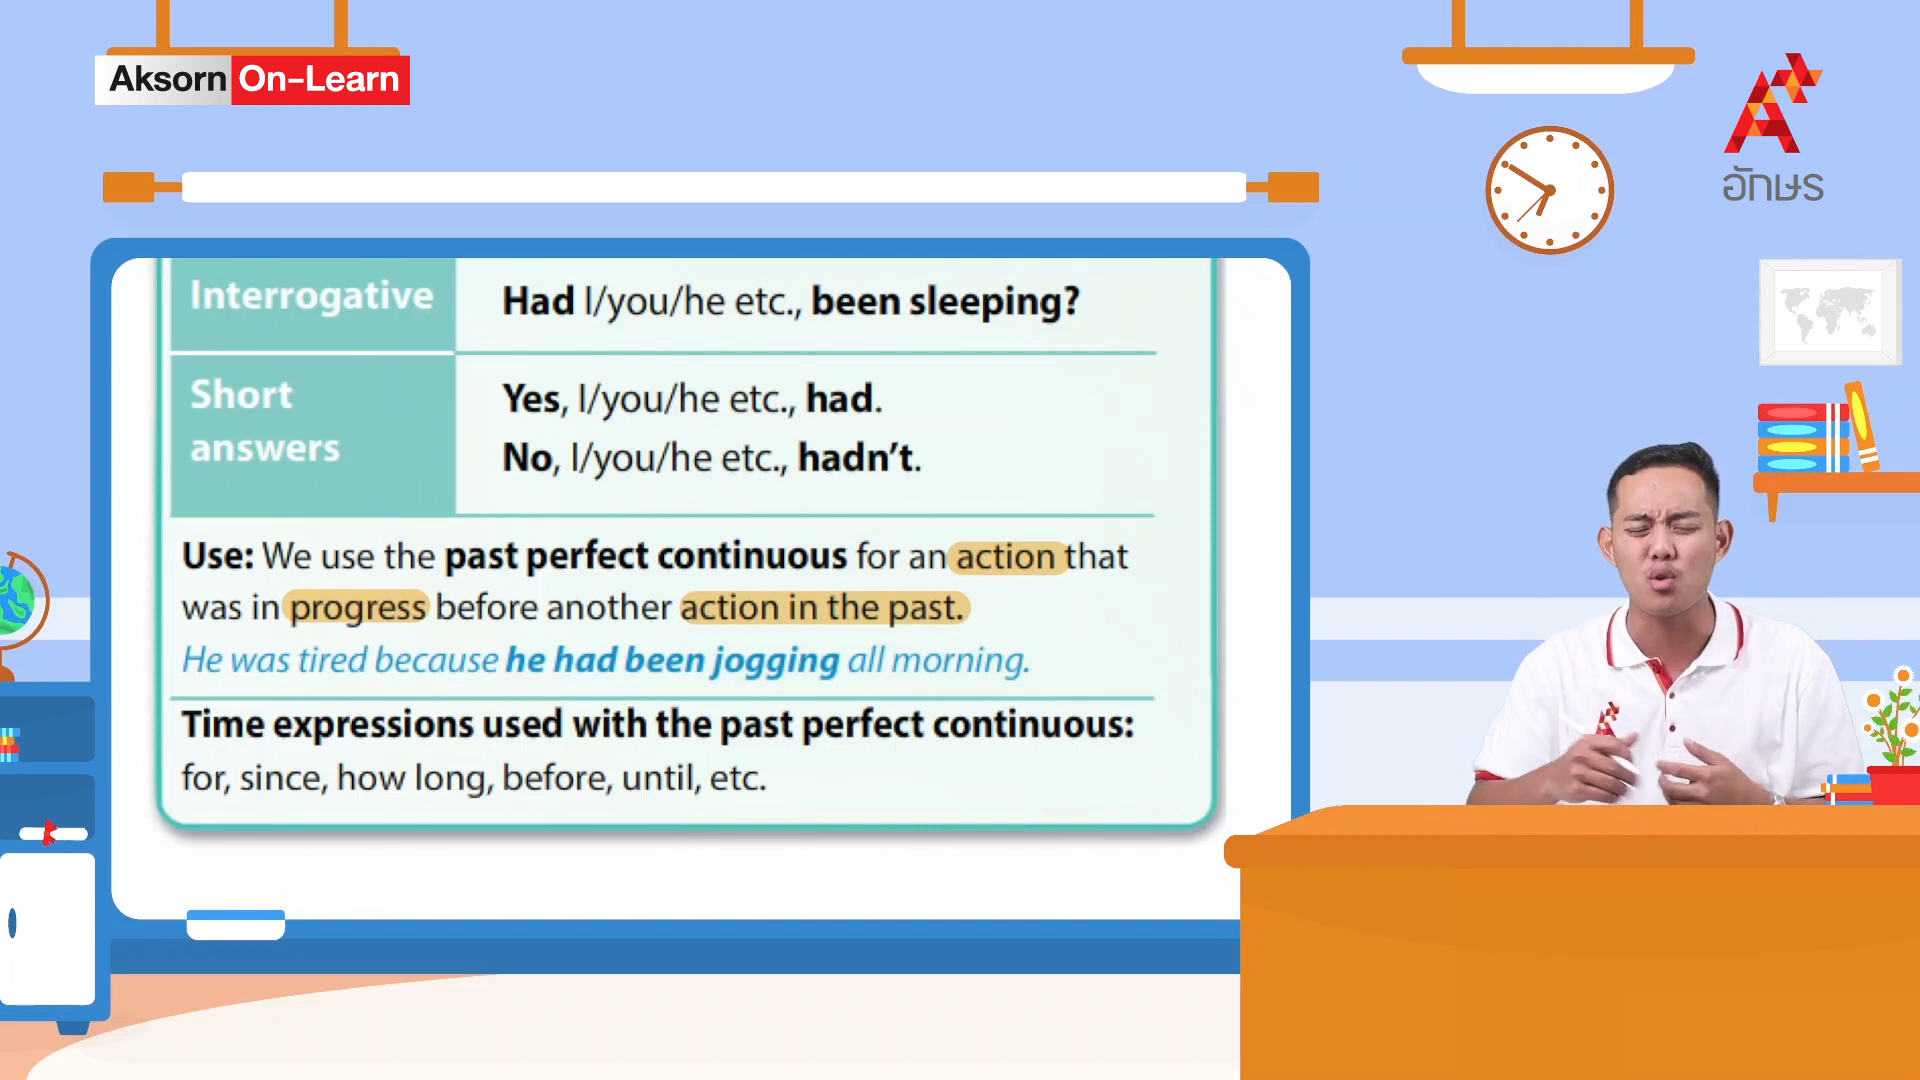 Aksorn On-Learn
อักษร
Interrogative
Had I/you/he etc., been sleeping?
Short
answers
Yes, I/you/he etc., had.
No, I/you/he etc., hadn't.
Use: We use the past perfect continuous for an action that
was in progress before another action in the past.
He was tired because he had been jogging all morning.
Time expressions used with the past perfect continuous:
for, since, how long, before, until, etc.